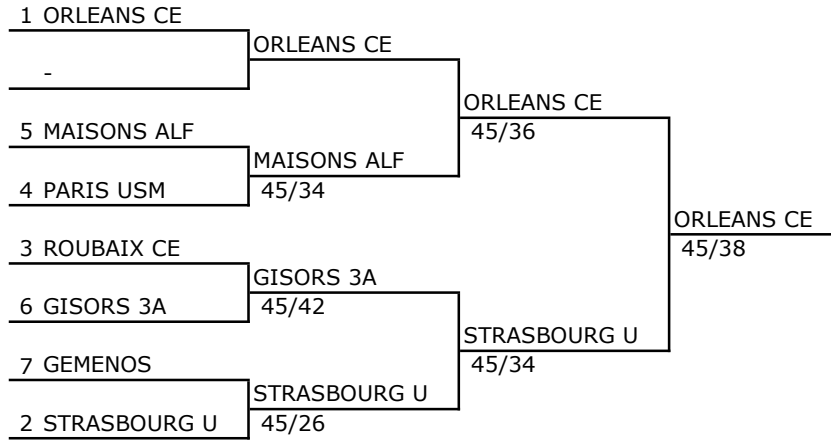 1 ORLEANS CE
ORLEANS CE
-
ORLEANS CE
45/36
5 MAISONS ALF
MAISONS ALF
45/34
4 PARIS USM
ORLEANS CE
45/38
3 ROUBAIX CE
GISORS 3A
45/42
6 GISORS 3A
STRASBOURG U
45/34
7 GEMENOS
STRASBOURG U
45/26
2 STRASBOURG U